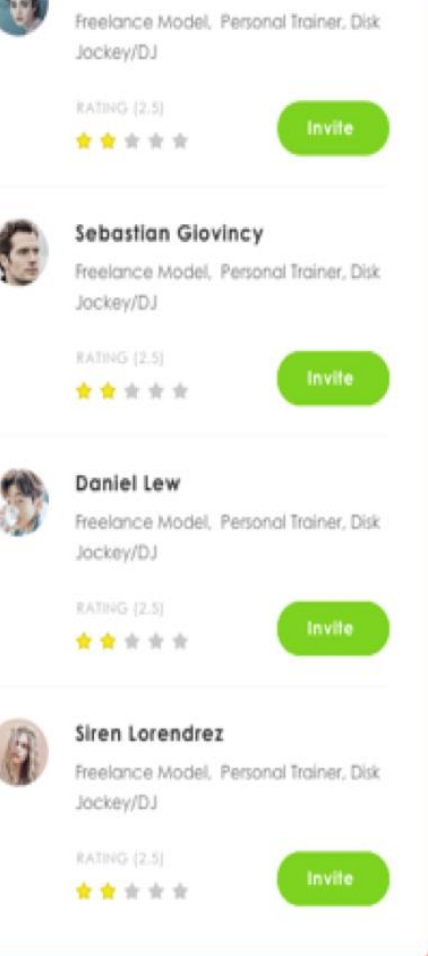 Freelance Model, Personal Trainer, Disk
Jockey/DJ
RATING (2.5)
Invite
Sebastian Giovincy
Freelance Model, Personal Trainer, Disk
Jockey/DJ
RATING (2.5)
Invite
Daniel Lew
Freelance Model, Personal Trainer, Disk
Jockey/DJ
RATING (2.5)
Invite
Siren Lorendrez
Freelance Model, Personal Trainer, Disk
Jockey/DJ
RATING (2.5)
Invite